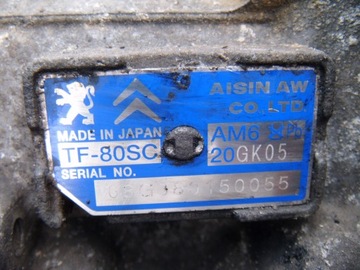 AISIN AW
CO., LTD.
MADE IN JAPAN
AM6
TF-80SC
20GK05
SERIAL NO.